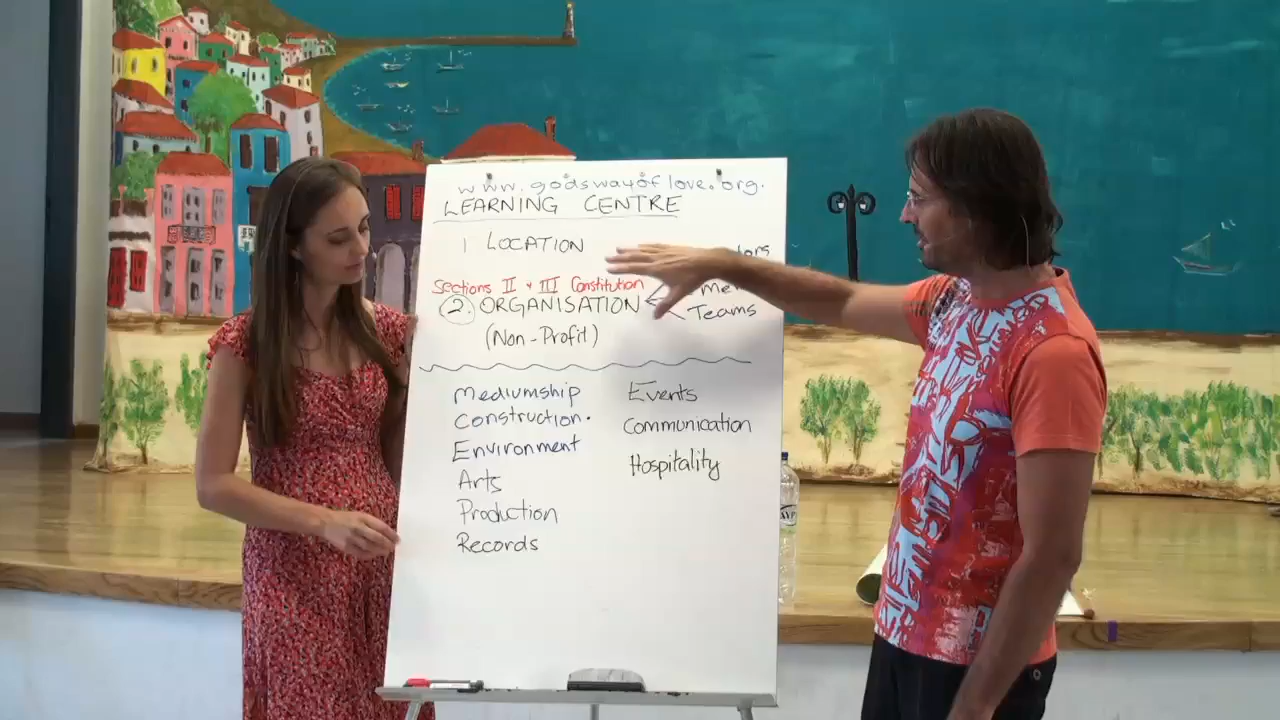 www.godswayoflove.org.
LEARNING CENTRE
1 LOCATION
Sections II + III Constitution
2. ORGANISATION
Teams
(Non-Profit)
Mediumship
Construction.
Environment
Arts
Production
Records
Events
Communication
Hospitality